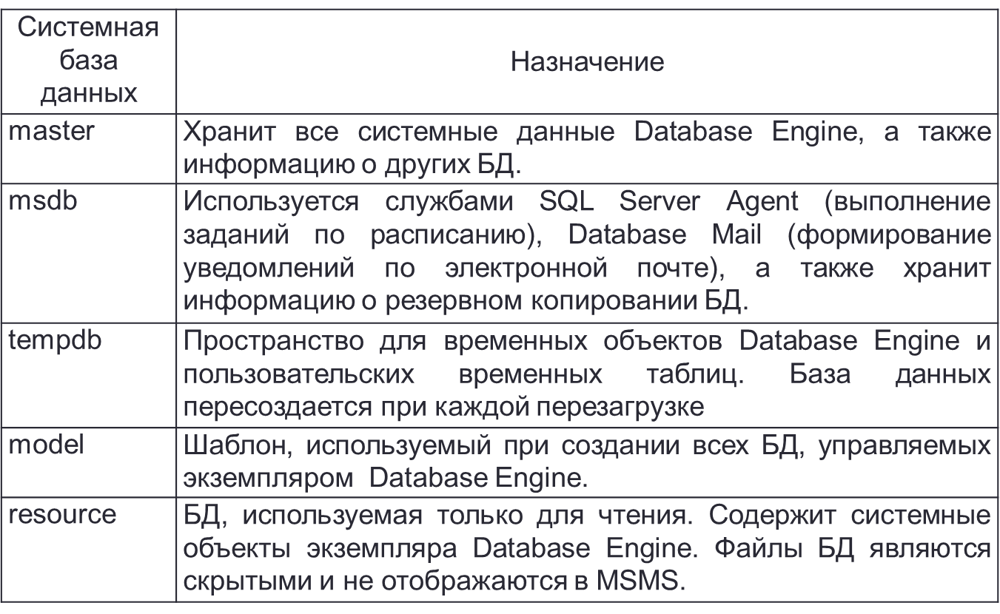 Системная
база
данных
Назначение
master
Хранит все системные данные Database Engine, а также
информацию о других БД.
msdb
Используется службами SQL Server Agent (выполнение
заданий по расписанию), Database Mail (формирование
уведомлений по электронной почте), а также хранит
информацию о резервном копировании БД.
tempdb
Пространство для временных объектов Database Engine и
пользовательских временных таблиц. База данных
пересоздается при каждой перезагрузке
model
Шаблон, используемый при создании всех БД, управляемых
экземпляром Database Engine.
resource
БД, используемая только для чтения. Содержит системные
объекты экземпляра Database Engine. Файлы БД являются
скрытыми и не отображаются в MSMS.